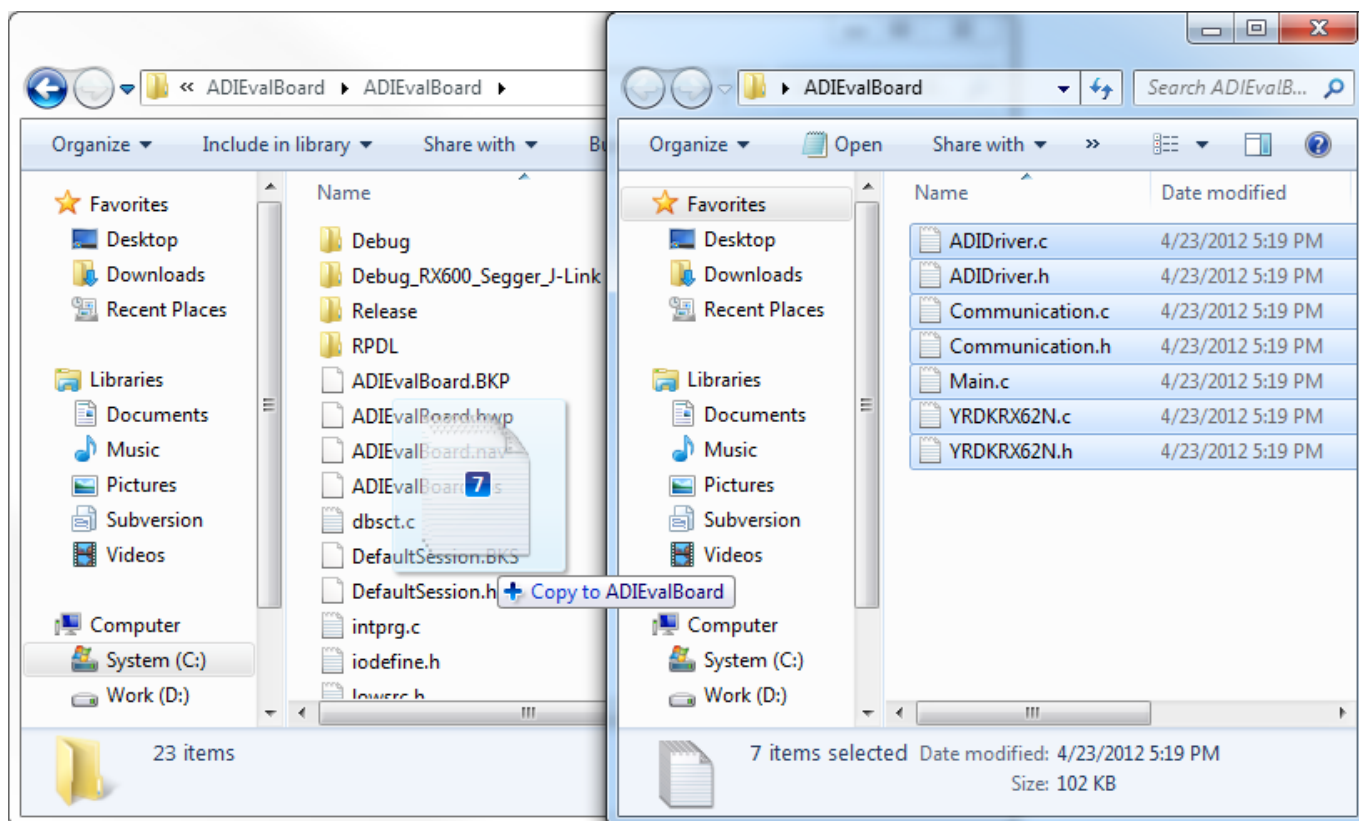 « ADIEvalBoard ▸ ADIEvalBoard ▸
Organize ▾ Include in library ▾ Share with ▾
Favorites
Desktop
Downloads
Recent Places
Libraries
Documents
Music
Pictures
Subversion
Videos
Computer
System (C:)
Work (D:)
Name
Debug
Debug_RX600_Segger_J-Link
Release
RPDL
ADIEvalBoard.BKP
ADIEvalBoard.hwp
ADIEvalBoard.nav
ADIEvalBoard
7
dbsct.c
DefaultSession.BKS
DefaultSession.h
Copy to ADIEvalBoard
intprg.c
iodefine.h
lowsrc.h
23 items
▸ ADIEvalBoard
Search ADIEvalB...
Organize ▾ Open Share with ▾ »
Favorites
Desktop
Downloads
Recent Places
Libraries
Documents
Music
Pictures
Subversion
Videos
Computer
System (C:)
Work (D:)
Name Date modified
ADIDriver.c 4/23/2012 5:19 PM
ADIDriver.h 4/23/2012 5:19 PM
Communication.c 4/23/2012 5:19 PM
Communication.h 4/23/2012 5:19 PM
Main.c 4/23/2012 5:19 PM
YRDKRX62N.c 4/23/2012 5:19 PM
YRDKRX62N.h 4/23/2012 5:19 PM
7 items selected Date modified: 4/23/2012 5:19 PM
Size: 102 KB